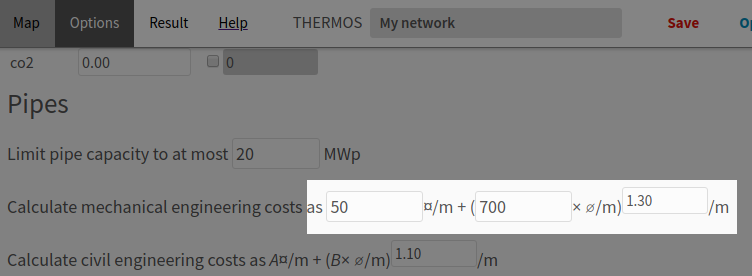 Map Options Result Help THERMOS My network Save
co2 0.00 0
Pipes
Limit pipe capacity to at most 20 MWp
Calculate mechanical engineering costs as 50 ¤/m + ( 700 × ⌀/m) 1.30 /m
Calculate civil engineering costs as A¤/m + (B× ⌀/m) 1.10 /m